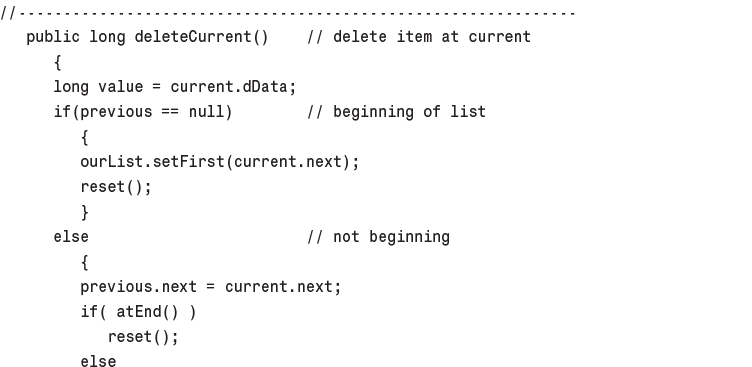 //--------------------------------------------------------------
public long deleteCurrent()    // delete item at current
{
long value = current.dData;
if(previous == null)        // beginning of list
{
ourList.setFirst(current.next);
reset();
}
else                        // not beginning
{
previous.next = current.next;
if( atEnd() )
reset();
else